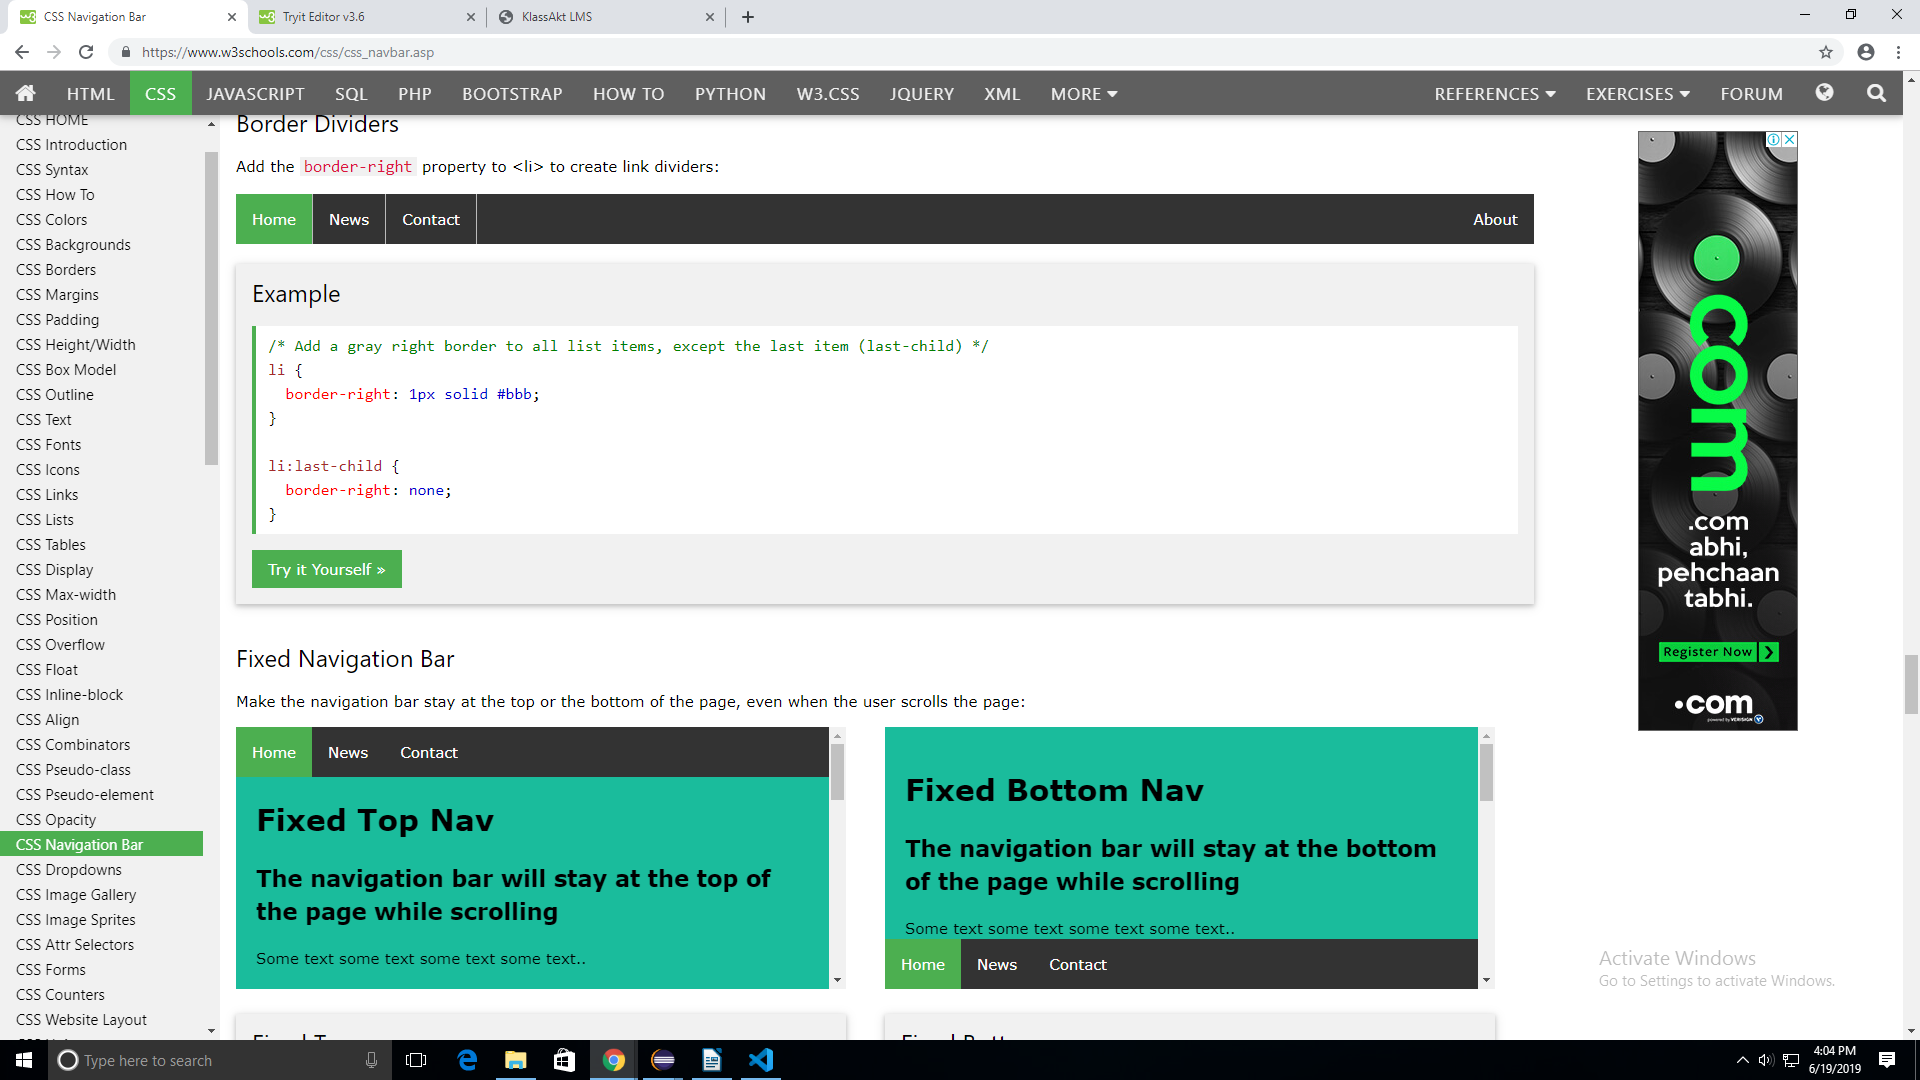 CSS Navigation Bar
Tryit Editor v3.6
KlassAkt LMS
https://www.w3schools.com/css/css_navbar.asp
HTML
CSS
JAVASCRIPT
SQL
PHP
BOOTSTRAP
HOW TO
PYTHON
W3.CSS
JQUERY
XML
MORE
REFERENCES
EXERCISES
FORUM
CSS HOME
CSS Introduction
CSS Syntax
CSS How To
CSS Colors
CSS Backgrounds
CSS Borders
CSS Margins
CSS Padding
CSS Height/Width
CSS Box Model
CSS Outline
CSS Text
CSS Fonts
CSS Icons
CSS Links
CSS Lists
CSS Tables
CSS Display
CSS Max-width
CSS Position
CSS Overflow
CSS Float
CSS Inline-block
CSS Align
CSS Combinators
CSS Pseudo-class
CSS Pseudo-element
CSS Opacity
CSS Navigation Bar
CSS Dropdowns
CSS Image Gallery
CSS Image Sprites
CSS Attr Selectors
CSS Forms
CSS Counters
CSS Website Layout
Border Dividers
Add the border-right property to <li> to create link dividers:
Home
News
Contact
About
Example
/* Add a gray right border to all list items, except the last item (last-child) */
li {
  border-right: 1px solid #bbb;
}
li:last-child {
  border-right: none;
}
Try it Yourself »
Fixed Navigation Bar
Make the navigation bar stay at the top or the bottom of the page, even when the user scrolls the page:
Home
News
Contact
Fixed Top Nav
The navigation bar will stay at the top of
the page while scrolling
Some text some text some text some text..
Fixed Bottom Nav
The navigation bar will stay at the bottom
of the page while scrolling
Some text some text some text some text..
Home
News
Contact
.com
.com
abhi,
pehchaan
tabhi.
Register Now
.com
powered by VERISIGN
Activate Windows
Go to Settings to activate Windows.
Type here to search
4:04 PM
6/19/2019